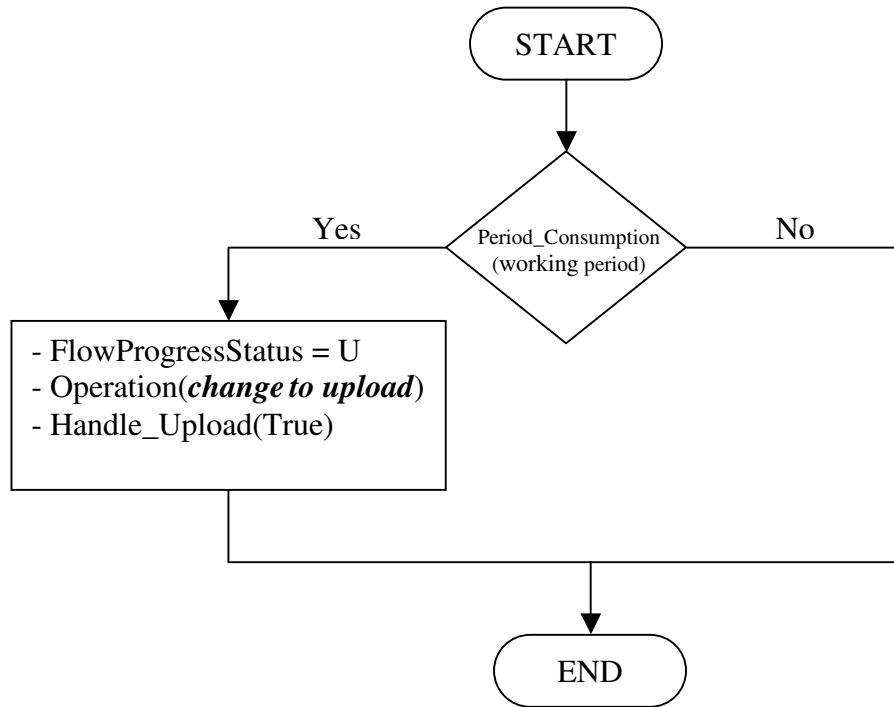 START
Yes
Period_Consumption
(working period)
No
- FlowProgressStatus = U
- Operation(change to upload)
- Handle_Upload(True)
END